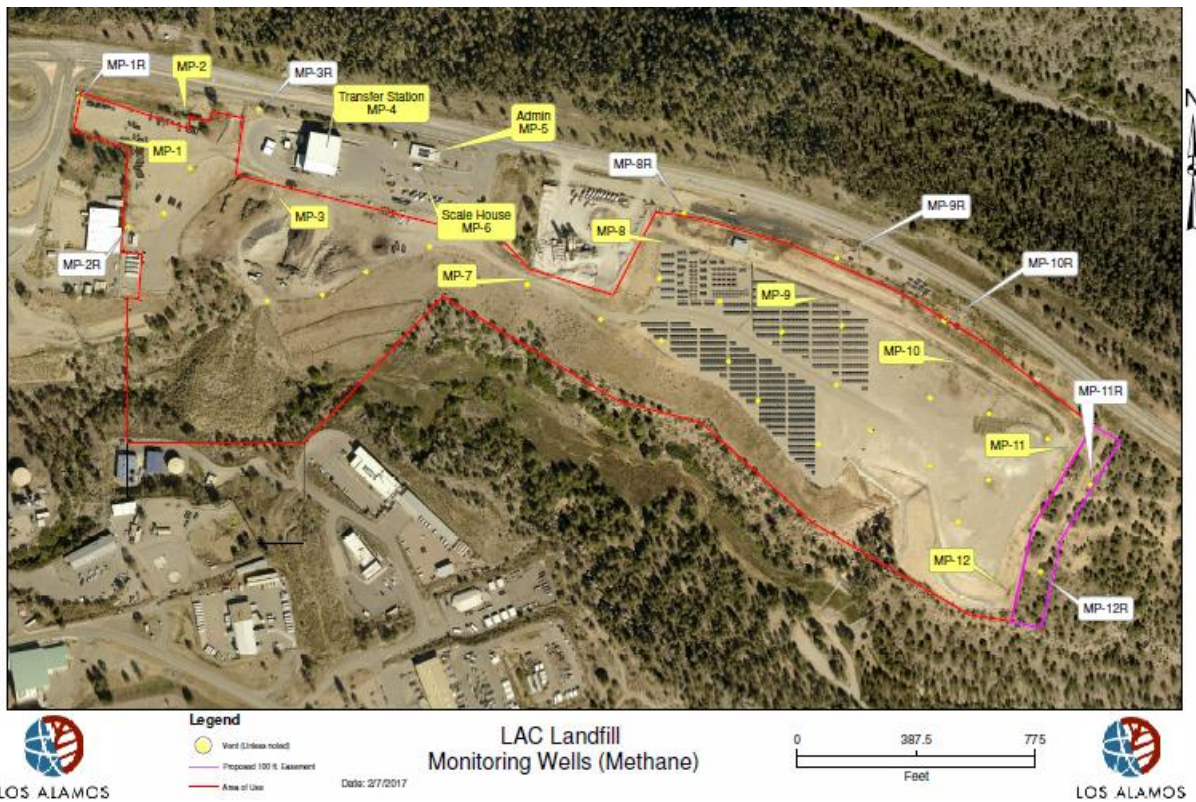 MP-1R
MP-2
MP-3R
Transfer Station
MP-4
Admin
MP-5
MP-1
MP-8R
MP-3
Scale House
MP-6
MP-8
MP-9R
MP-2R
MP-7
MP-9
MP-10R
MP-10
MP-11R
MP-11
MP-12
MP-12R
N
Legend
Vent (Unless noted)
Proposed 100 ft. Easement
Area of Use
Date: 2/7/2017
LAC Landfill
Monitoring Wells (Methane)
0 387.5 775
Feet
LOS ALAMOS
LOS ALAMOS